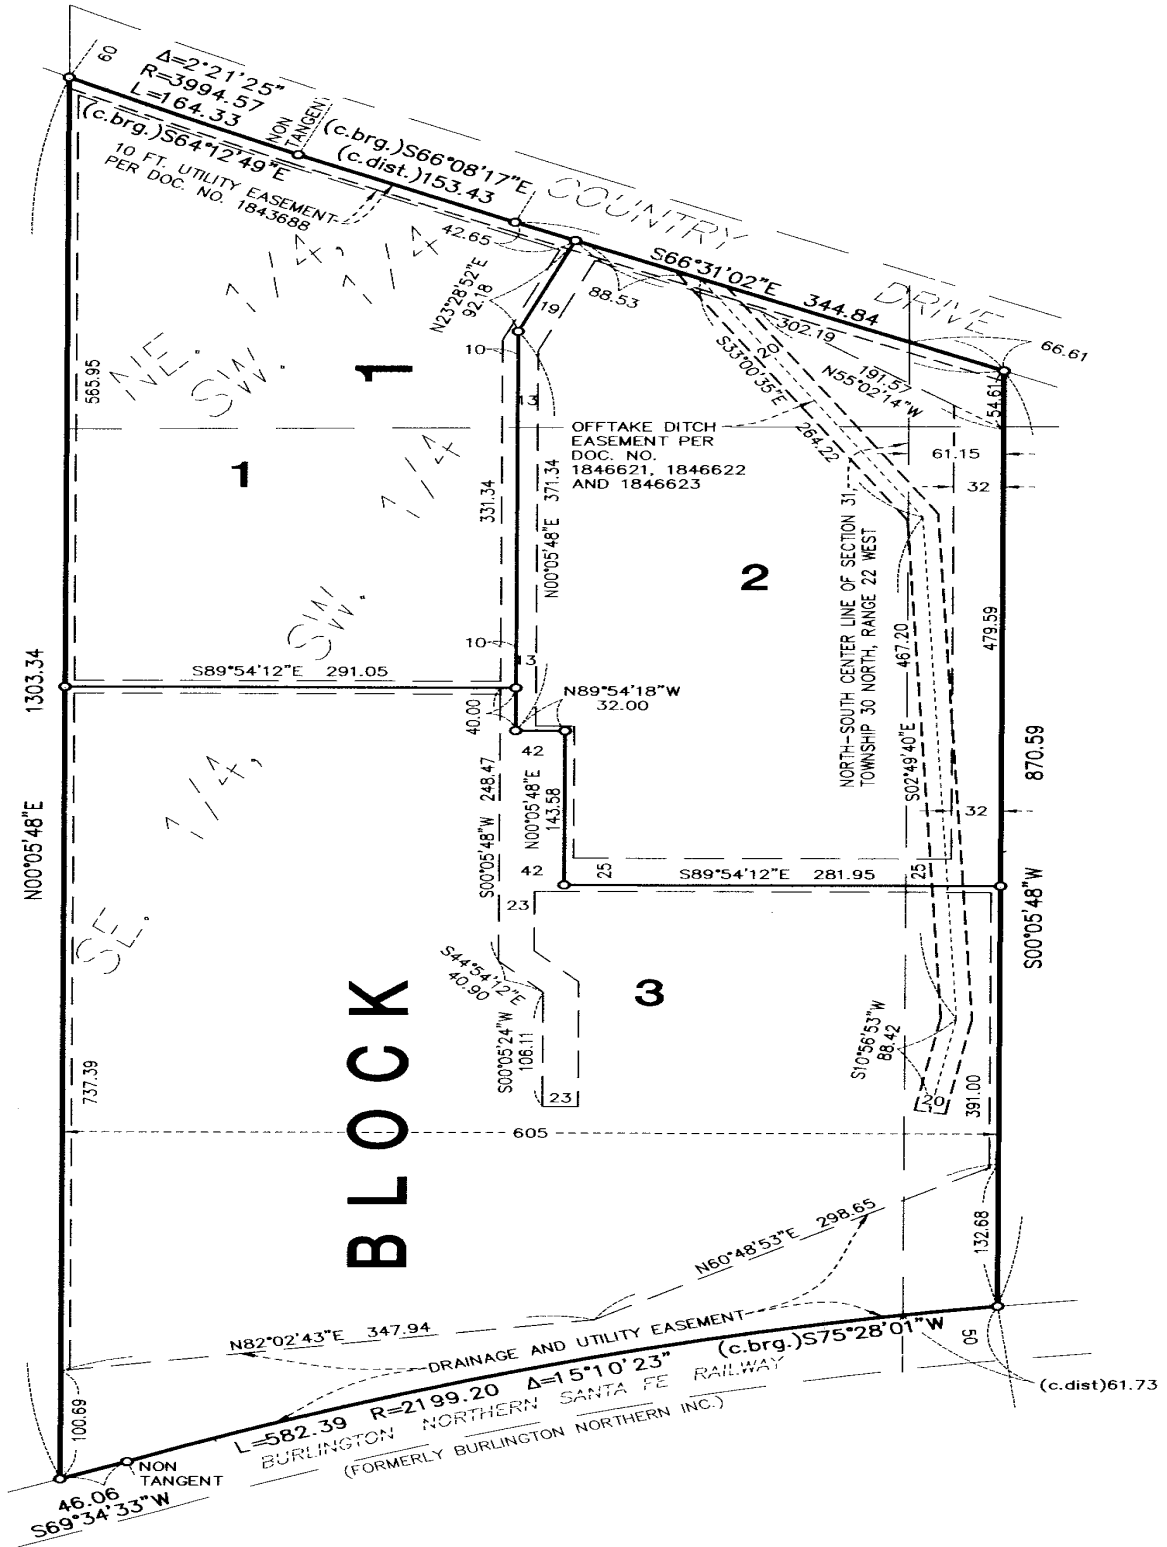 60
Δ=2°21'25"
R=3994.57
L=164.33
(c.brg.)S64°12'49"E
NON
TANGENT
(c.brg.)S66°08'17"E
(c.dist.)153.43
10 FT. UTILITY EASEMENT
PER DOC. NO. 1843688
42.65
COUNTRY
DRIVE
S66°31'02"E 344.84
88.53
302.19
66.61
N23°28'52"E
92.18
19
20
S33°00'35"E
264.22
191.57
N55°02'14"W
54.61
NE. 1/4,
SW. 1/4
565.95
1
10
13
1
OFFTAKE DITCH
EASEMENT PER
DOC. NO.
1846621, 1846622
AND 1846623
61.15
32
SW. 1/4
331.34
N00°05'48"E 371.34
2
NORTH-SOUTH CENTER LINE OF SECTION 31,
TOWNSHIP 30 NORTH, RANGE 22 WEST
467.20
S02°49'40"E
479.59
10
13
S89°54'12"E 291.05
N89°54'18"W
32.00
40.00
42
1303.34
N00°05'48"E
SE. 1/4,
S00°05'48"W 248.47
N00°05'48"E
143.58
32
870.59
S00°05'48"W
42
25
S89°54'12"E 281.95
25
23
S44°54'12"E
40.90
3
BLOCK
S00°05'24"W
106.11
23
S10°56'53"W
88.42
20
391.00
737.39
605
N60°48'53"E 298.65
132.68
N82°02'43"E 347.94
DRAINAGE AND UTILITY EASEMENT
(c.brg.)S75°28'01"W
50
(c.dist)61.73
L=582.39 R=2199.20 Δ=15°10'23"
BURLINGTON NORTHERN SANTA FE RAILWAY
(FORMERLY BURLINGTON NORTHERN INC.)
100.69
NON
TANGENT
46.06
S69°34'33"W